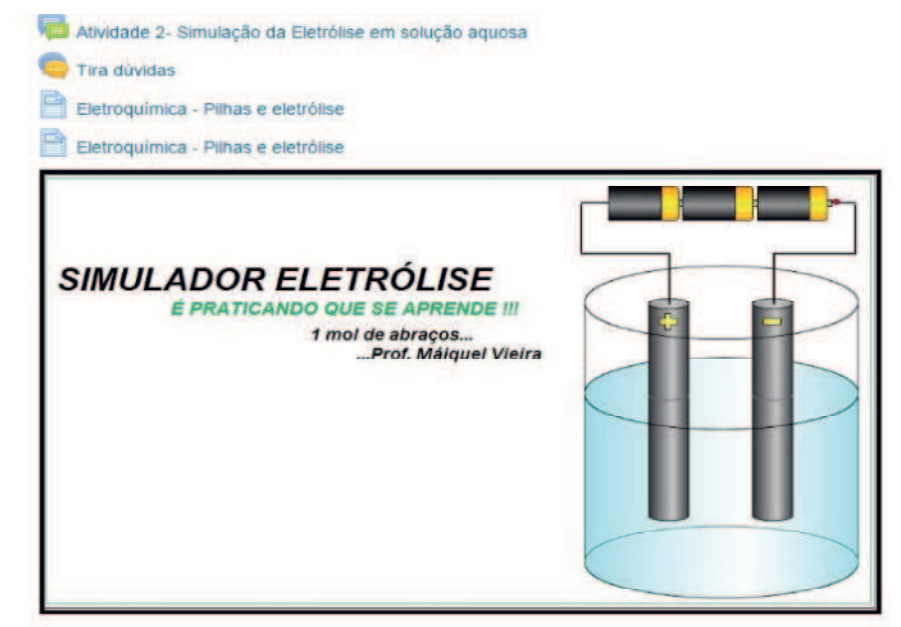 Atividade 2- Simulação da Eletrólise em solução aquosa
Tira dúvidas
Eletroquímica - Pilhas e eletrólise
Eletroquímica - Pilhas e eletrólise
SIMULADOR ELETRÓLISE
É PRATICANDO QUE SE APRENDE !!!
1 mol de abraços...
...Prof. Máiquel Vieira
+
-